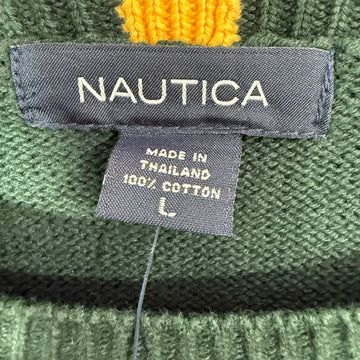 NAUTICA
MADE IN
THAILAND
100% COTTON
L